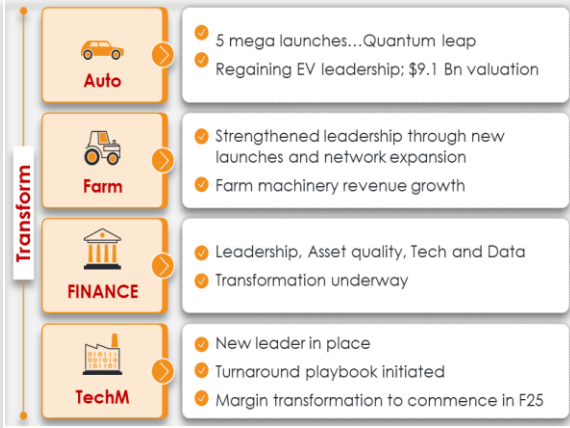 Transform
Auto
5 mega launches...Quantum leap
Regaining EV leadership; $9.1 Bn valuation
Farm
Strengthened leadership through new
launches and network expansion
Farm machinery revenue growth
FINANCE
Leadership, Asset quality, Tech and Data
Transformation underway
TechM
New leader in place
Turnaround playbook initiated
Margin transformation to commence in F25